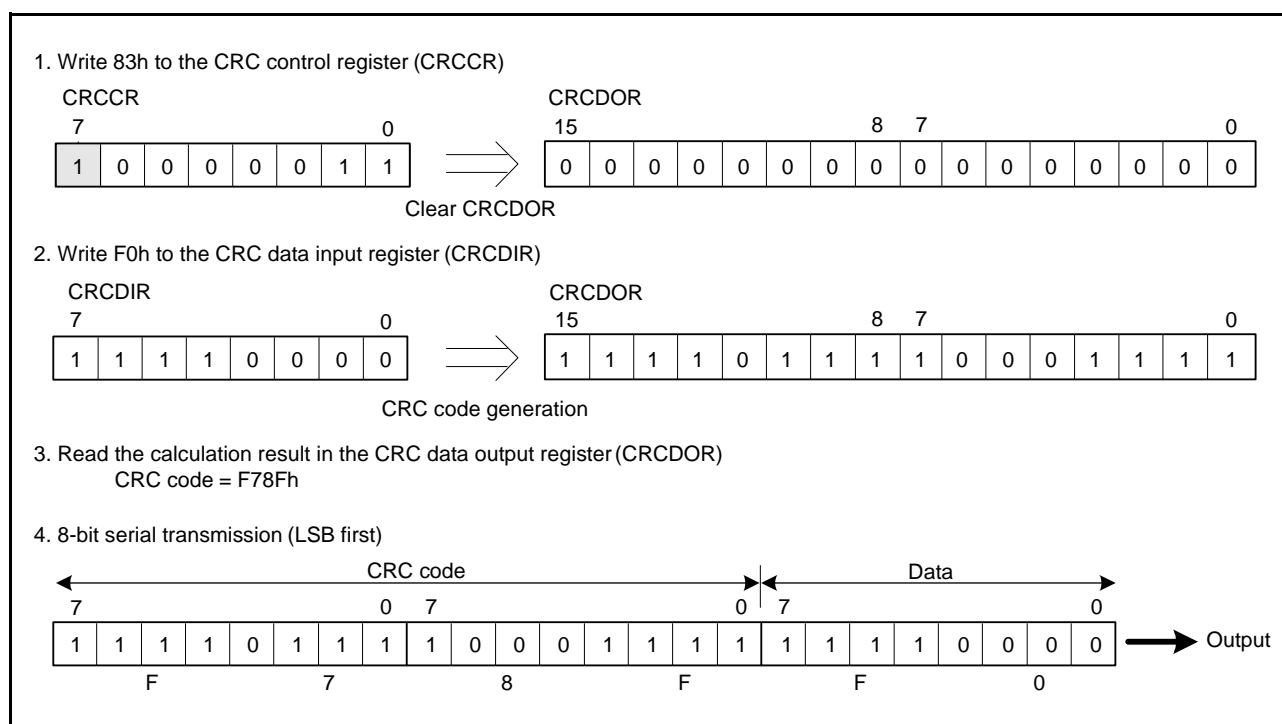 1. Write 83h to the CRC control register (CRCCR)
CRCCR CRCDOR
7 0 15 8 7 0
1 0 0 0 0 0 1 1 0 0 0 0 0 0 0 0 0 0 0 0 0 0 0 0
Clear CRCDOR
2. Write F0h to the CRC data input register (CRCDIR)
CRCDIR CRCDOR
7 0 15 8 7 0
1 1 1 1 0 0 0 0 1 1 1 1 0 1 1 1 1 0 0 0 1 1 1 1
CRC code generation
3. Read the calculation result in the CRC data output register (CRCDOR)
CRC code = F78Fh
4. 8-bit serial transmission (LSB first)
CRC code Data
7 0 7 0 7 0
1 1 1 1 0 1 1 1 1 0 0 0 1 1 1 1 1 1 1 1 0 0 0 0 Output
F 7 8 F F 0